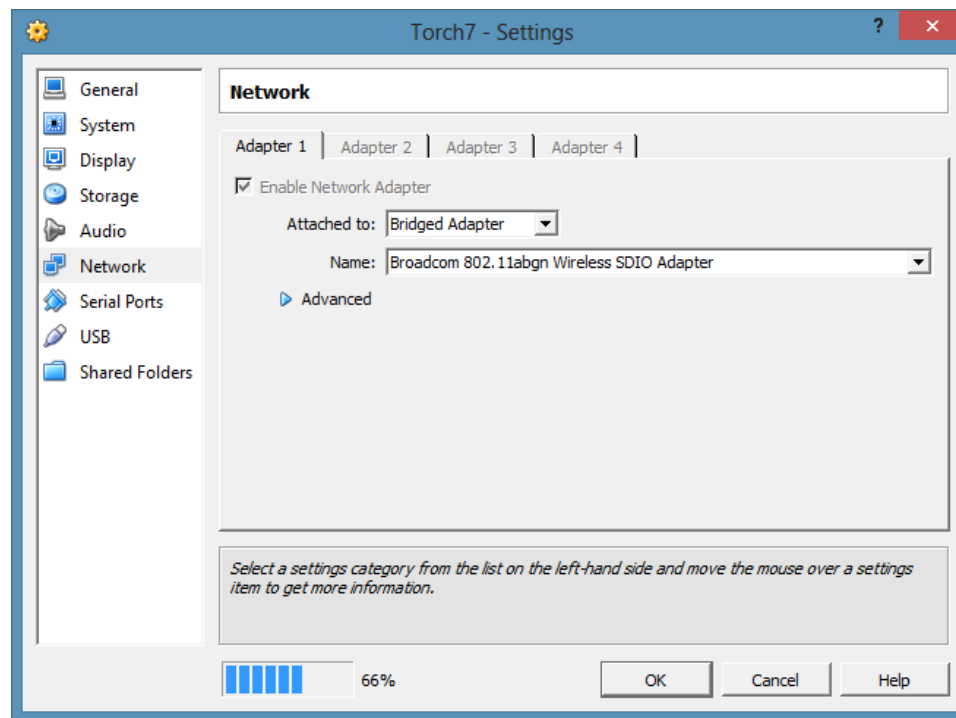 Torch7 - Settings
?
General
System
Display
Storage
Audio
Network
Serial Ports
USB
Shared Folders
Network
Adapter 1 Adapter 2 Adapter 3 Adapter 4
Enable Network Adapter
Attached to: Bridged Adapter
Name: Broadcom 802.11abgn Wireless SDIO Adapter
Advanced
Select a settings category from the list on the left-hand side and move the mouse over a settings
item to get more information.
66%
OK Cancel Help